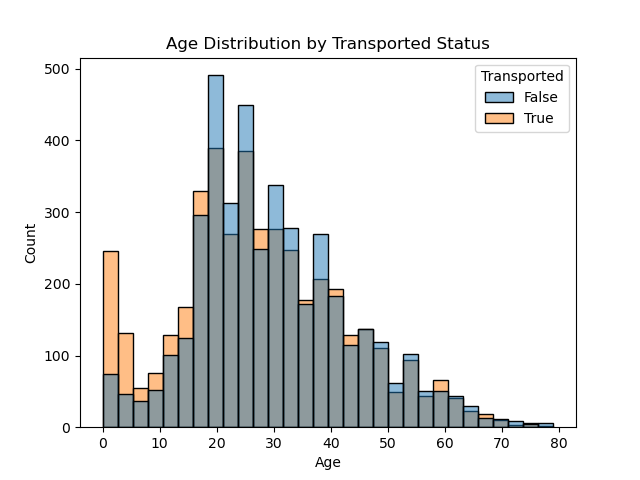 Age Distribution by Transported Status
Transported
False
True
500
400
300
200
100
0
Count
0 10 20 30 40 50 60 70 80
Age